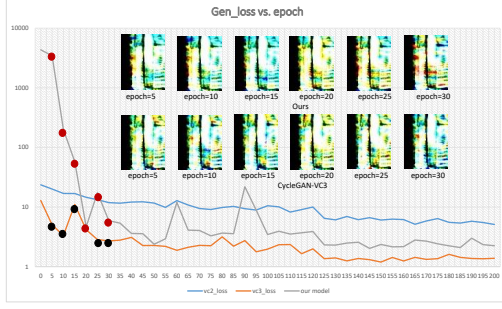 Gen_loss vs. epoch
10000
1000
100
10
1
epoch=5 epoch=10 epoch=15 epoch=20 epoch=25 epoch=30
Ours
epoch=5 epoch=10 epoch=15 epoch=20 epoch=25 epoch=30
CycleGAN-VC3
0 5 10 15 20 25 30 35 40 45 50 55 60 65 70 75 80 85 90 95 100 105 110 115 120 125 130 135 140 145 150 155 160 165 170 175 180 185 190 195 200
vc2_loss vc3_loss our model